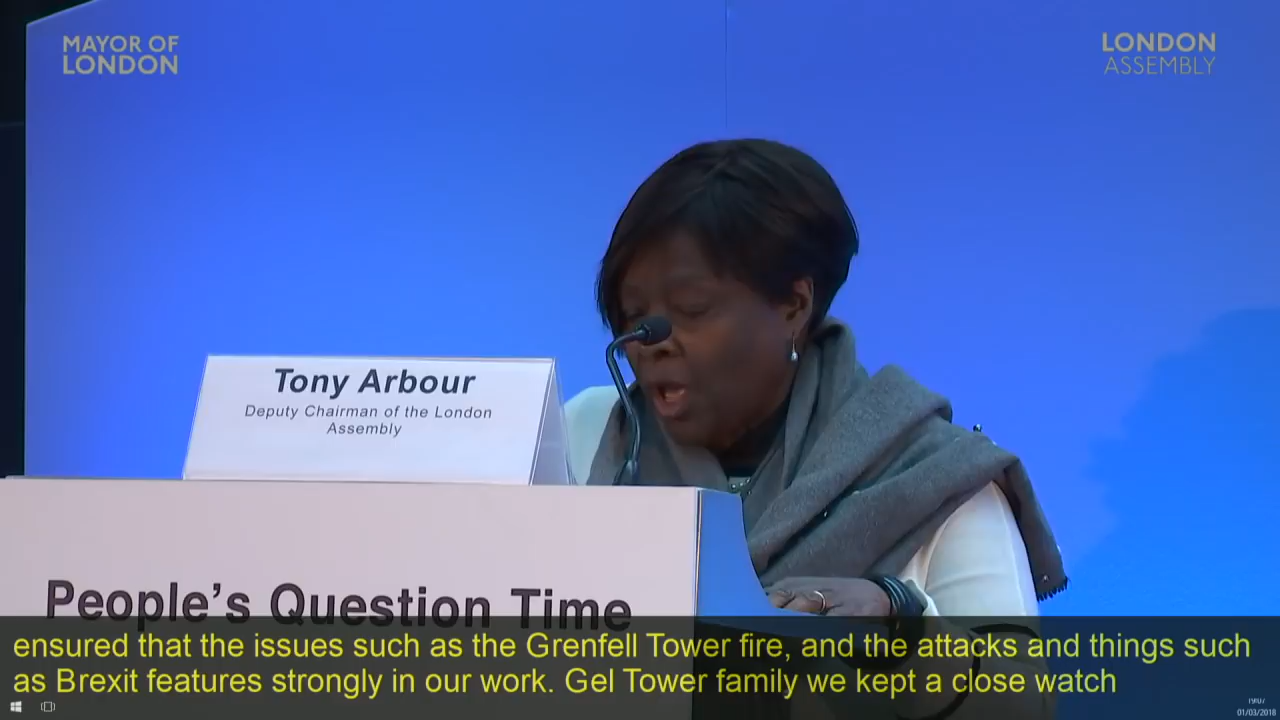 MAYOR OF
LONDON
LONDON
ASSEMBLY
Tony Arbour
Deputy Chairman of the London
Assembly
People's Question Time
ensured that the issues such as the Grenfell Tower fire, and the attacks and things such
as Brexit features strongly in our work. Gel Tower family we kept a close watch
01/03/2018